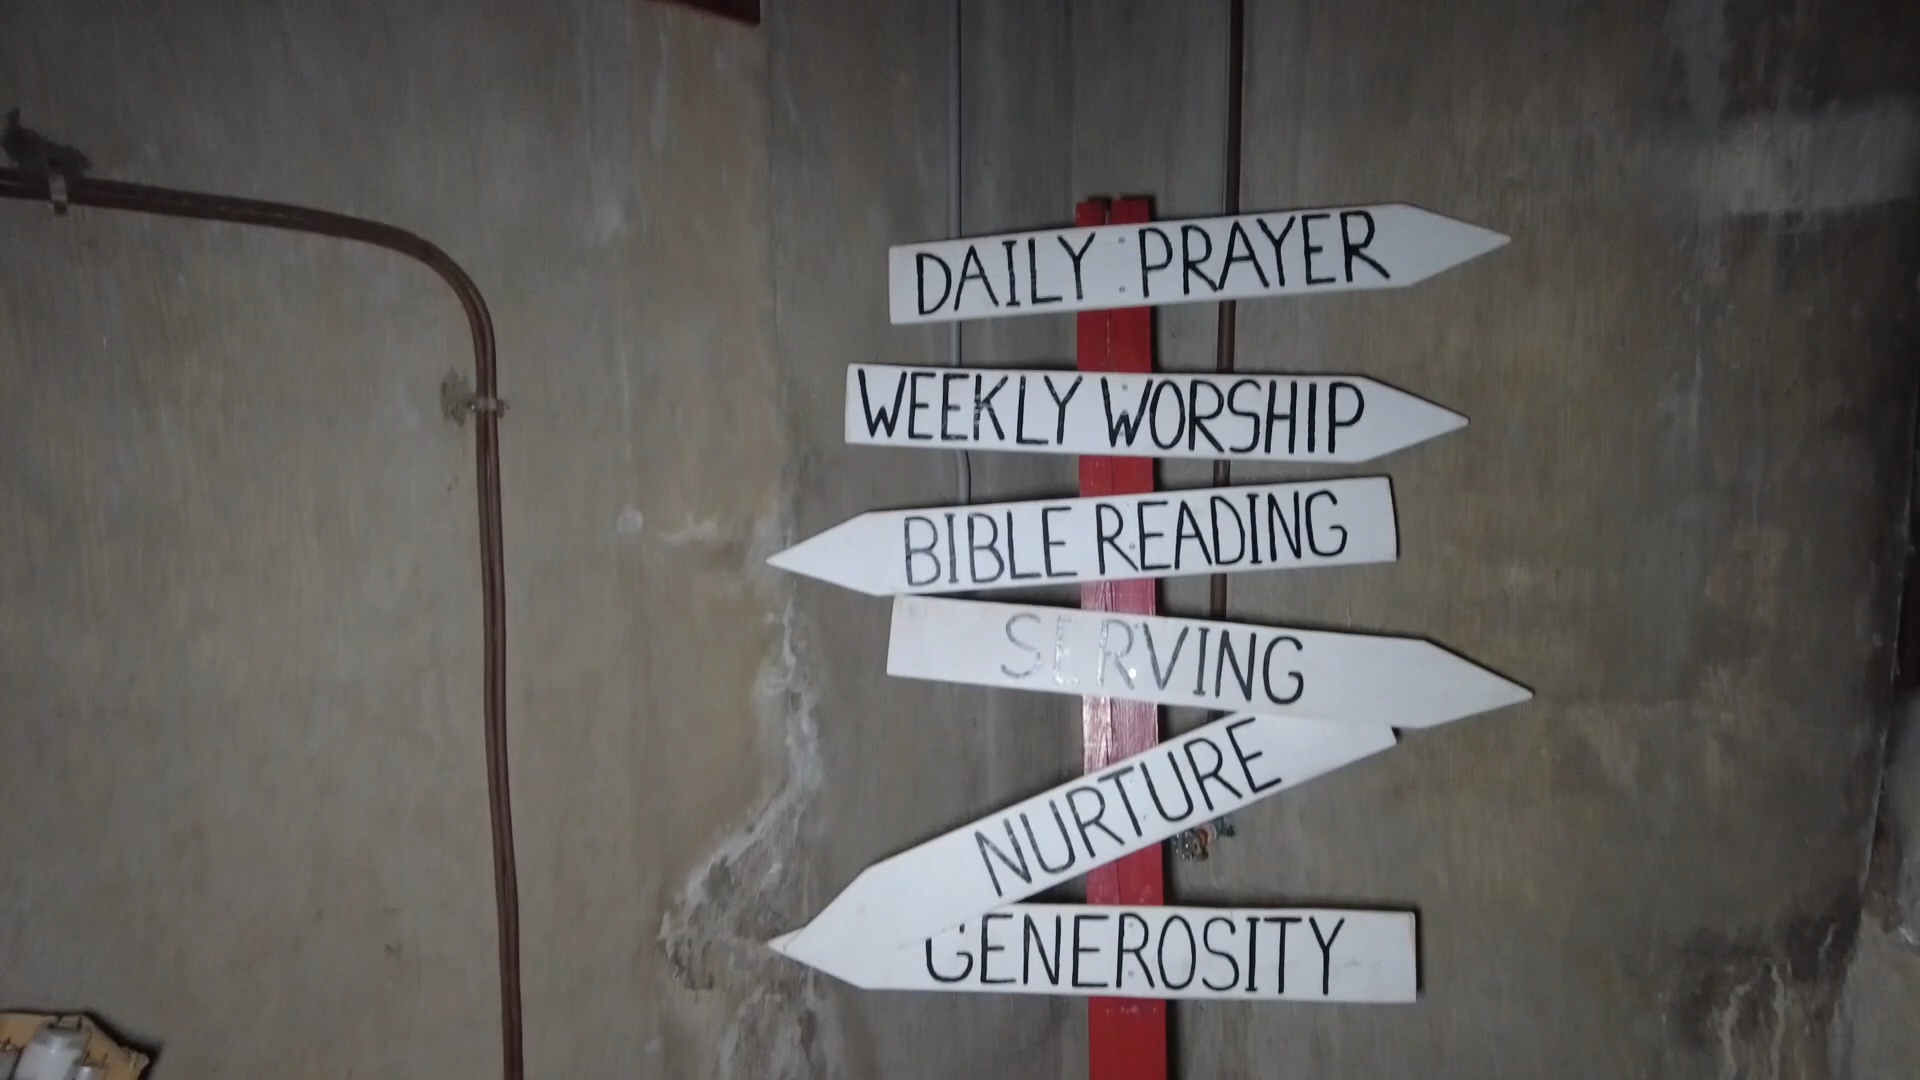 DAILY PRAYER
WEEKLY WORSHIP
BIBLE READING
SERVING
NURTURE
GENEROSITY